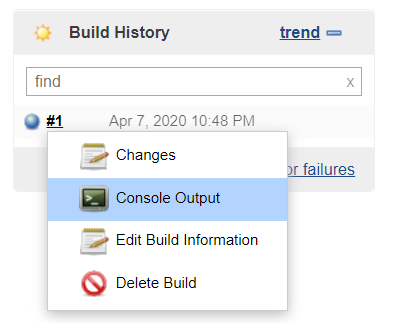 Build History trend
find x
#1 Apr 7, 2020 10:48 PM
Changes
or failures
Console Output
Edit Build Information
Delete Build